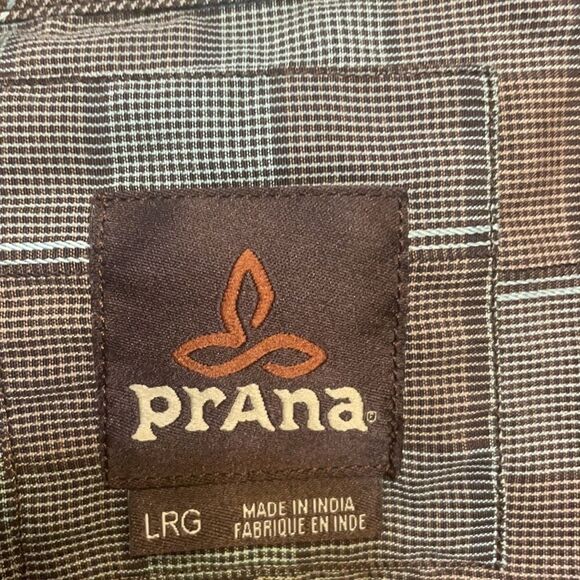 prAna
LRG
MADE IN INDIA
FABRIQUE EN INDE